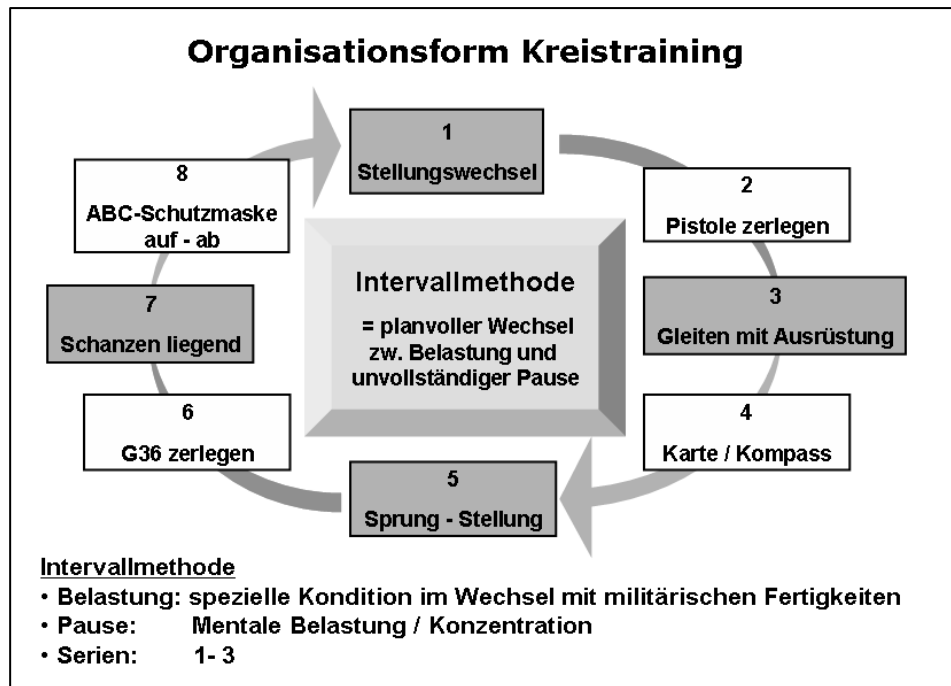 Organisationsform Kreistraining
1
Stellungswechsel
2
Pistole zerlegen
3
Gleiten mit Ausrüstung
4
Karte / Kompass
5
Sprung - Stellung
6
G36 zerlegen
7
Schanzen liegend
8
ABC-Schutzmaske
auf - ab
Intervallmethode
= planvoller Wechsel
zw. Belastung und
unvollständiger Pause
Intervallmethode
• Belastung: spezielle Kondition im Wechsel mit militärischen Fertigkeiten
• Pause: Mentale Belastung / Konzentration
• Serien: 1- 3